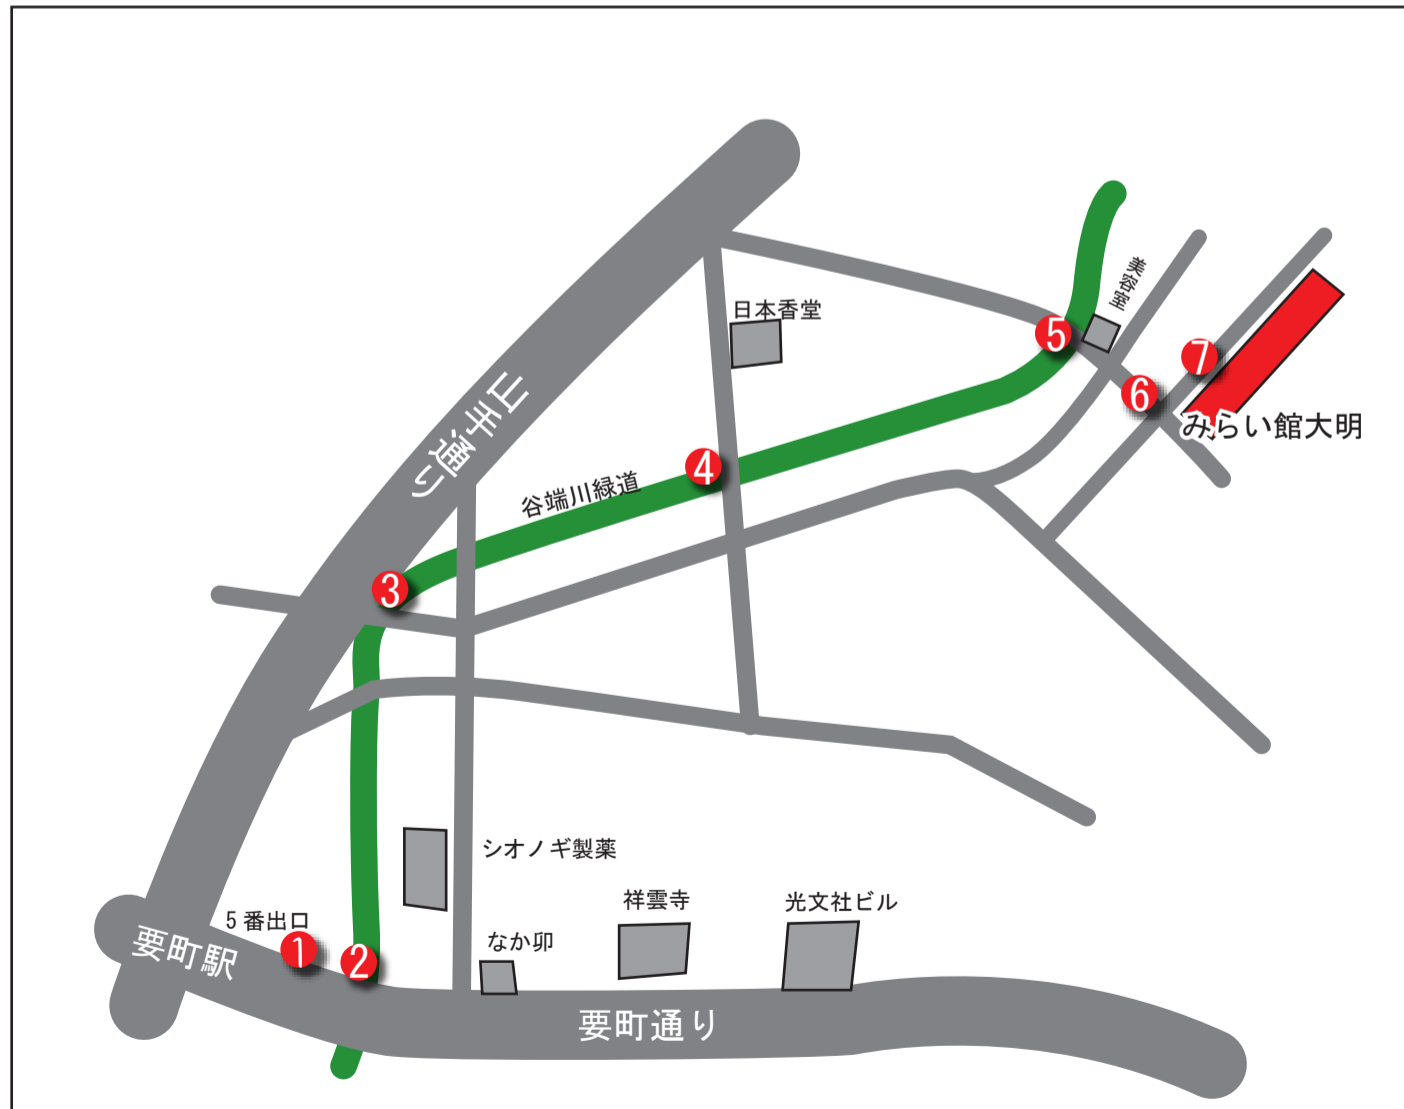 日本香堂
美容室
5
7
6
山手通り
みらい館大明
4
谷端川緑道
3
シオノギ製薬
祥雲寺
光文社ビル
5番出口
なか卯
1
2
要町駅
要町通り